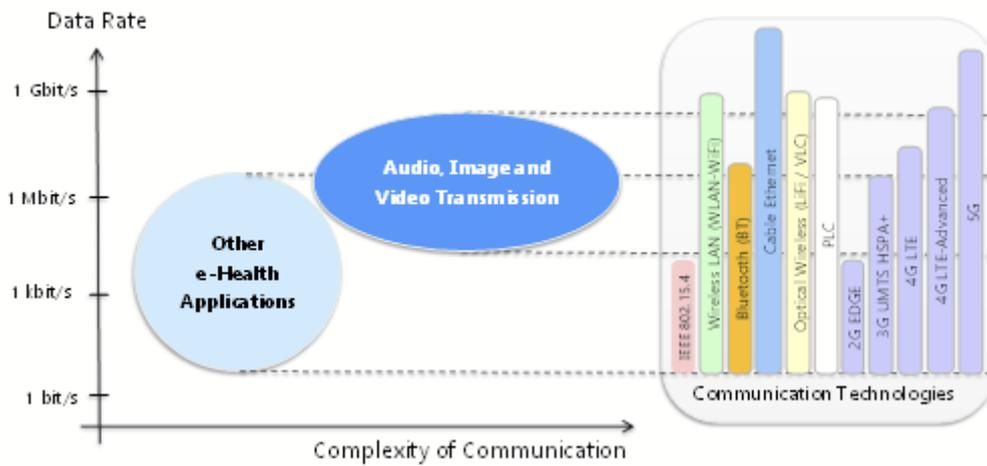 Data Rate
1 Gbit/s
1 Mbit/s
1 kbit/s
1 bit/s
Audio, Image and
Video Transmission
Other
e-Health
Applications
IEEE 802.15.4
Wireless LAN (WLAN-WiFi)
Bluetooth (BT)
Cable Ethernet
Optical Wireless (LiFi / VLC)
PLC
2G EDGE
3G UMTS HSPA+
4G LTE
4G LTE-Advanced
5G
Communication Technologies
Complexity of Communication